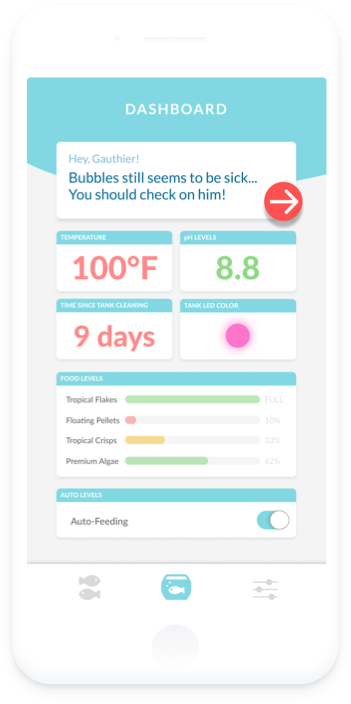 DASHBOARD
Hey, Gauthier!
Bubbles still seems to be sick...
You should check on him!
TEMPERATURE
pH LEVELS
100°F
8.8
TIME SINCE TANK CLEANING
TANK LED COLOR
9 days
FOOD LEVELS
Tropical Flakes FULL
Floating Pellets 10%
Tropical Crisps 33%
Premium Algae 62%
AUTO LEVELS
Auto-Feeding